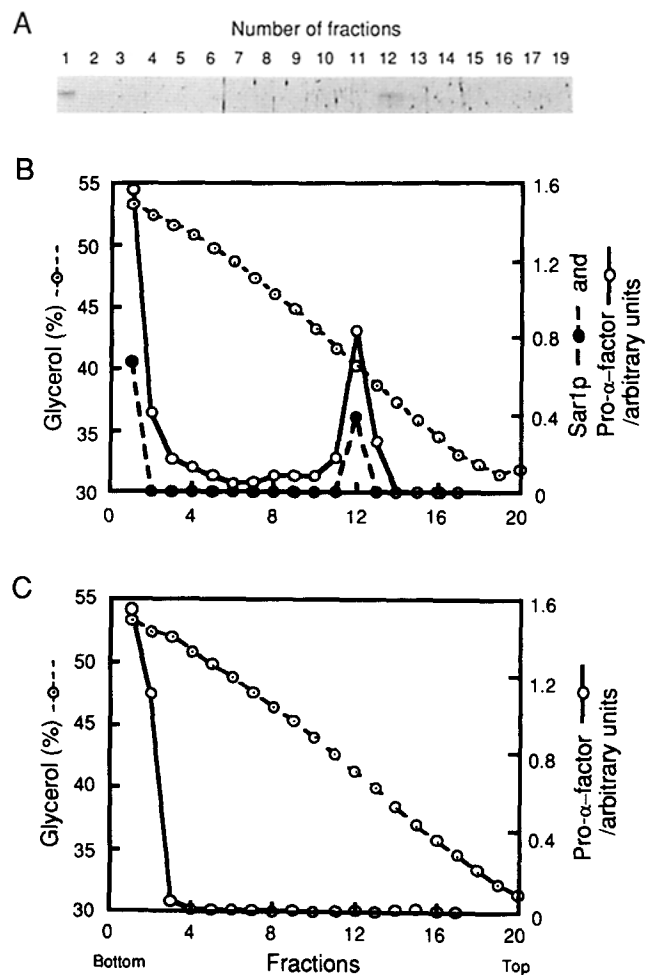 A
Number of fractions
1 2 3 4 5 6 7 8 9 10 11 12 13 14 15 16 17 18 19
B
Glycerol (%)
55
50
45
40
35
30
1.6
1.2
0.8
0.4
0
Sar1p and
Pro-α-factor
/arbitrary units
0 4 8 12 16 20
C
Glycerol (%)
55
50
45
40
35
30
1.6
1.2
0.8
0.4
0
Pro-α-factor
/arbitrary units
0 4 8 12 16 20
Bottom Fractions Top